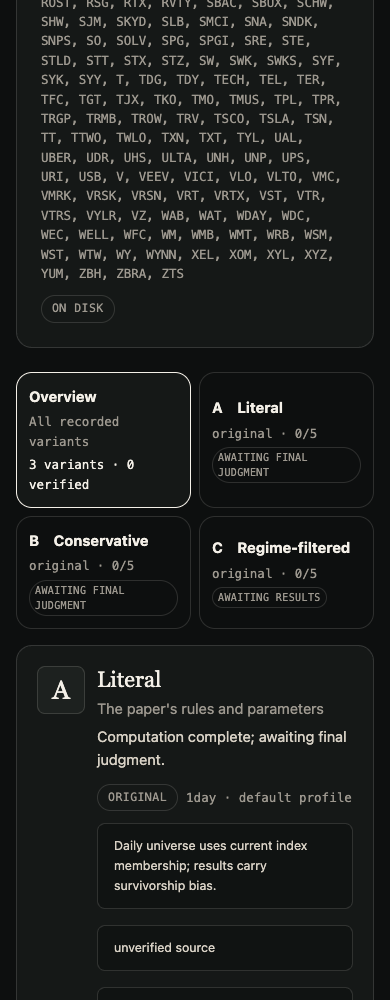 ROST, RSG, RTX, RVTY, SBAC, SBUX, SCHW,
SHW, SJM, SKYD, SLB, SMCI, SNA, SNDK,
SNPS, SO, SOLV, SPG, SPGI, SRE, STE,
STLD, STT, STX, STZ, SW, SWK, SWKS, SYF,
SYK, SYY, T, TDG, TDY, TECH, TEL, TER,
TFC, TGT, TJX, TKO, TMO, TMUS, TPL, TPR,
TRGP, TRMB, TROW, TRV, TSCO, TSLA, TSN,
TT, TTWO, TWLO, TXN, TXT, TYL, UAL,
UBER, UDR, UHS, ULTA, UNH, UNP, UPS,
URI, USB, V, VEEV, VICI, VLO, VLTO, VMC,
VMRK, VRSK, VRSN, VRT, VRTX, VST, VTR,
VTRS, VYLR, VZ, WAB, WAT, WDAY, WDC,
WEC, WELL, WFC, WM, WMB, WMT, WRB, WSM,
WST, WTW, WY, WYNN, XEL, XOM, XYL, XYZ,
YUM, ZBH, ZBRA, ZTS
ON DISK
Overview
All recorded
variants
3 variants · 0
verified
A Literal
original · 0/5
AWAITING FINAL
JUDGMENT
B Conservative
original · 0/5
AWAITING FINAL
JUDGMENT
C Regime-filtered
original · 0/5
AWAITING RESULTS
A
Literal
The paper's rules and parameters
Computation complete; awaiting final
judgment.
ORIGINAL 1day · default profile
Daily universe uses current index
membership; results carry
survivorship bias.
unverified source